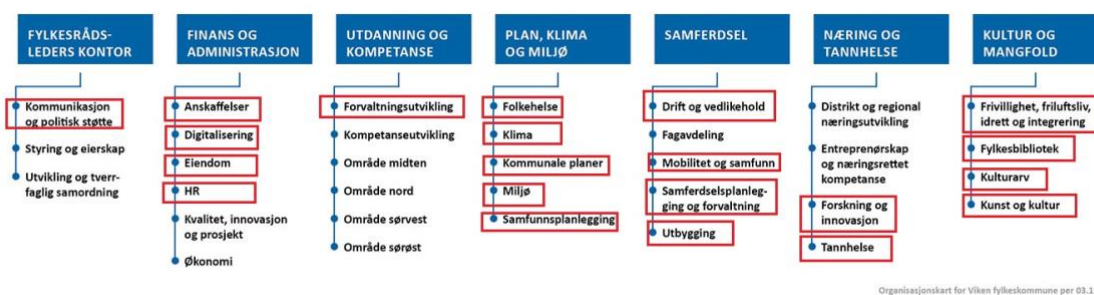 FYLKESRÅDS-
LEDERS KONTOR
Kommunikasjon
og politisk støtte
Styring og eierskap
Utvikling og tverr-
faglig samordning
FINANS OG
ADMINISTRASJON
Anskaffelser
Digitalisering
Eiendom
HR
Kvalitet, innovasjon
og prosjekt
Økonomi
UTDANNING OG
KOMPETANSE
Forvaltningsutvikling
Kompetanseutvikling
Område midten
Område nord
Område sørvest
Område sørøst
PLAN, KLIMA
OG MILJØ
Folkehelse
Klima
Kommunale planer
Miljø
Samfunnsplanlegging
SAMFERDSEL
Drift og vedlikehold
Fagavdeling
Mobilitet og samfunn
Samferdselsplanleg-
ging og forvaltning
Utbygging
NÆRING OG
TANNHELSE
Distrikt og regional
næringsutvikling
Entreprenørskap
og næringsrettet
kompetanse
Forskning og
innovasjon
Tannhelse
KULTUR OG
MANGFOLD
Frivillighet, friluftsliv,
idrett og integrering
Fylkesbibliotek
Kulturarv
Kunst og kultur
Organisasjonskart for Viken fylkeskommune per 03.1